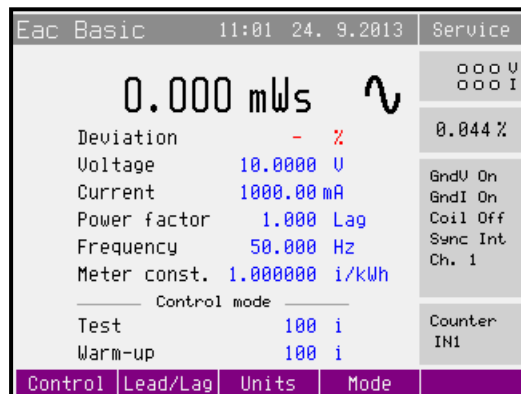 Eac Basic 11:01 24. 9.2013 Service
ooo V
ooo I
0.000 mWs
0.044 %
Deviation - %
Voltage 10.0000 V
Current 1000.00 mA
Power factor 1.000 Lag
Frequency 50.000 Hz
Meter const. 1.000000 i/kWh
Control mode
Test 100 i
Warm-up 100 i
GndV On
GndI On
Coil Off
Sync Int
Ch. 1
Counter
IN1
Control Lead/Lag Units Mode